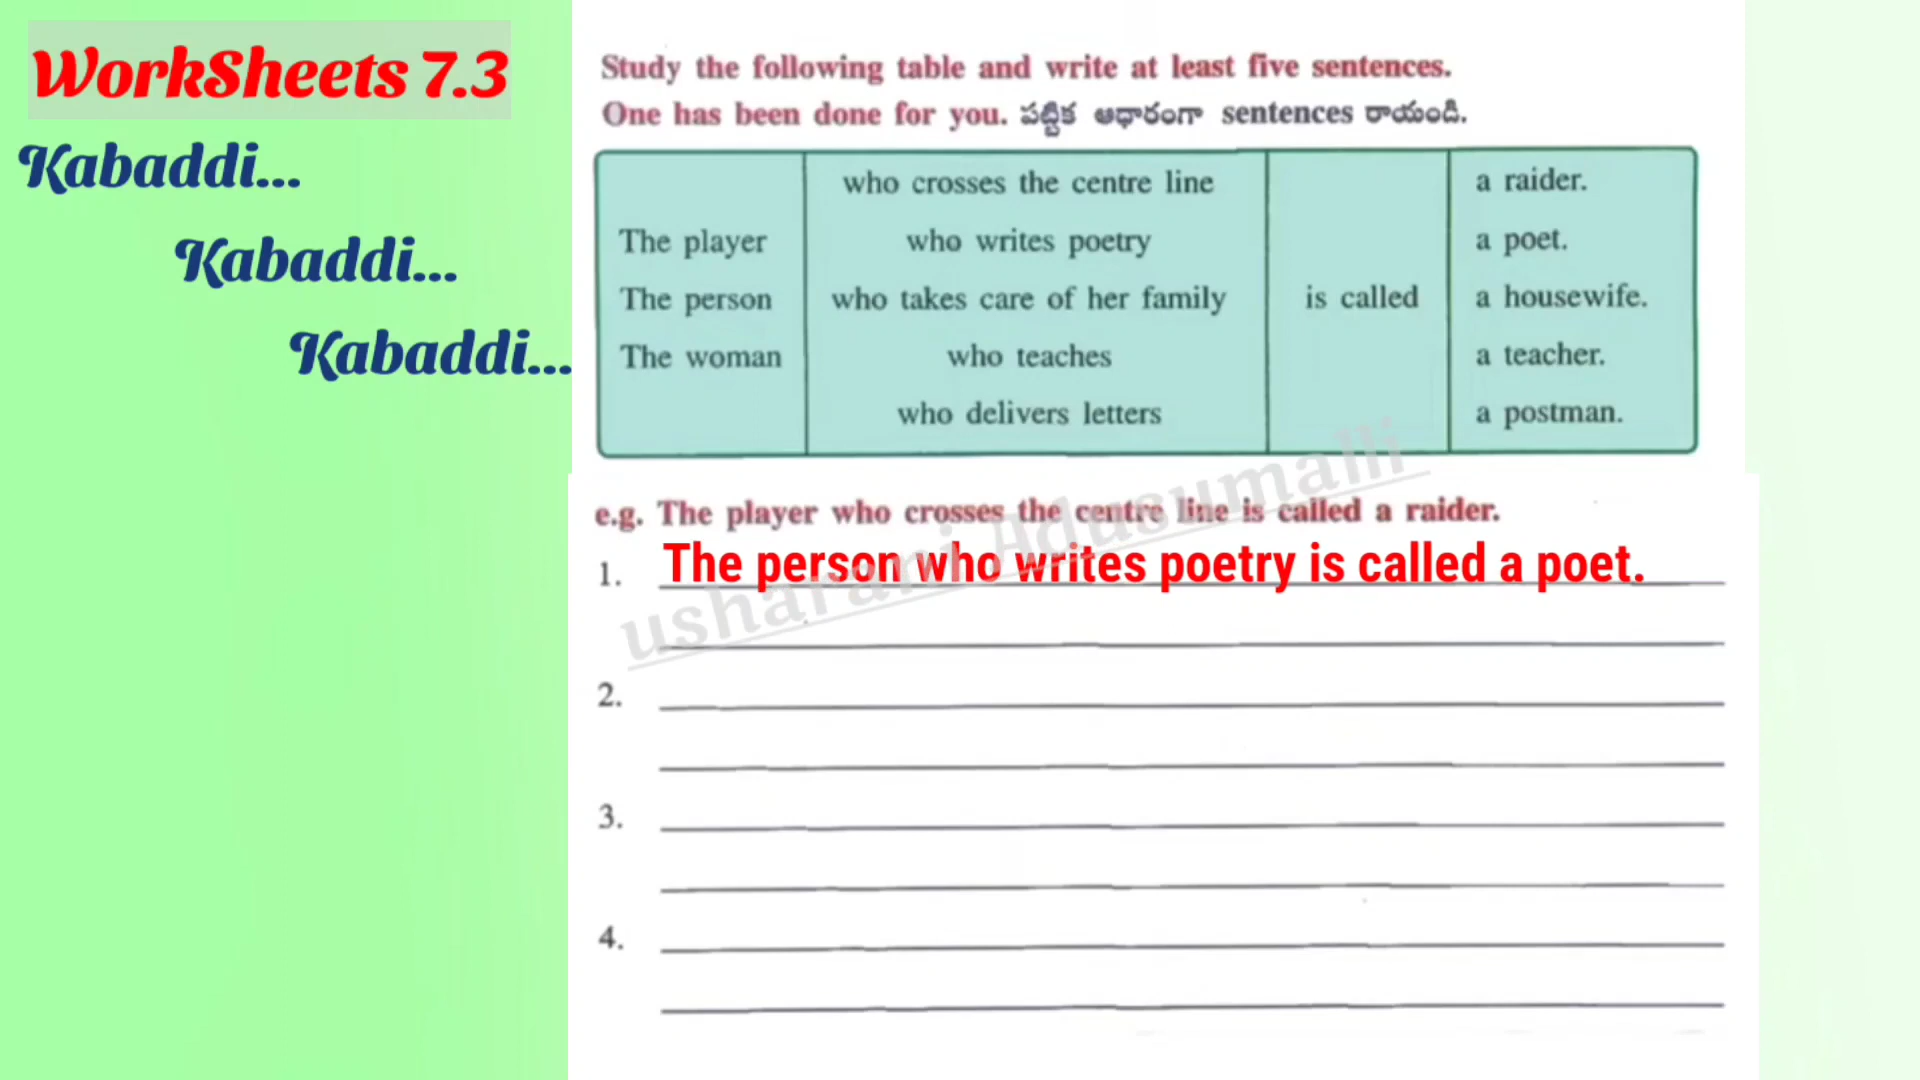 WorkSheets 7.3
Kabaddi...
Kabaddi...
Kabaddi...
Study the following table and write at least five sentences.
One has been done for you. పట్టిక ఆధారంగా sentences రాయండి.
who crosses the centre line
a raider.
The player
who writes poetry
a poet.
The person
who takes care of her family
is called
a housewife.
The woman
who teaches
a teacher.
who delivers letters
a postman.
e.g. The player who crosses the centre line is called a raider.
1. The person who writes poetry is called a poet.
usharani Adusumalli
2.
3.
4.